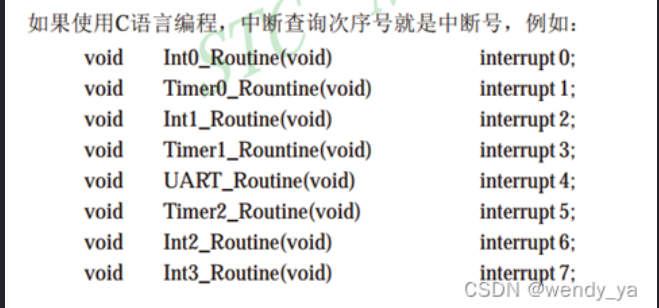 如果使用C语言编程，中断查询次序号就是中断号，例如：
void Int0_Routine(void) interrupt 0;
void Timer0_Rountine(void) interrupt 1;
void Int1_Routine(void) interrupt 2;
void Timer1_Rountine(void) interrupt 3;
void UART_Routine(void) interrupt 4;
void Timer2_Routine(void) interrupt 5;
void Int2_Routine(void) interrupt 6;
void Int3_Routine(void) interrupt 7;
STC
CSDN @wendy_ya